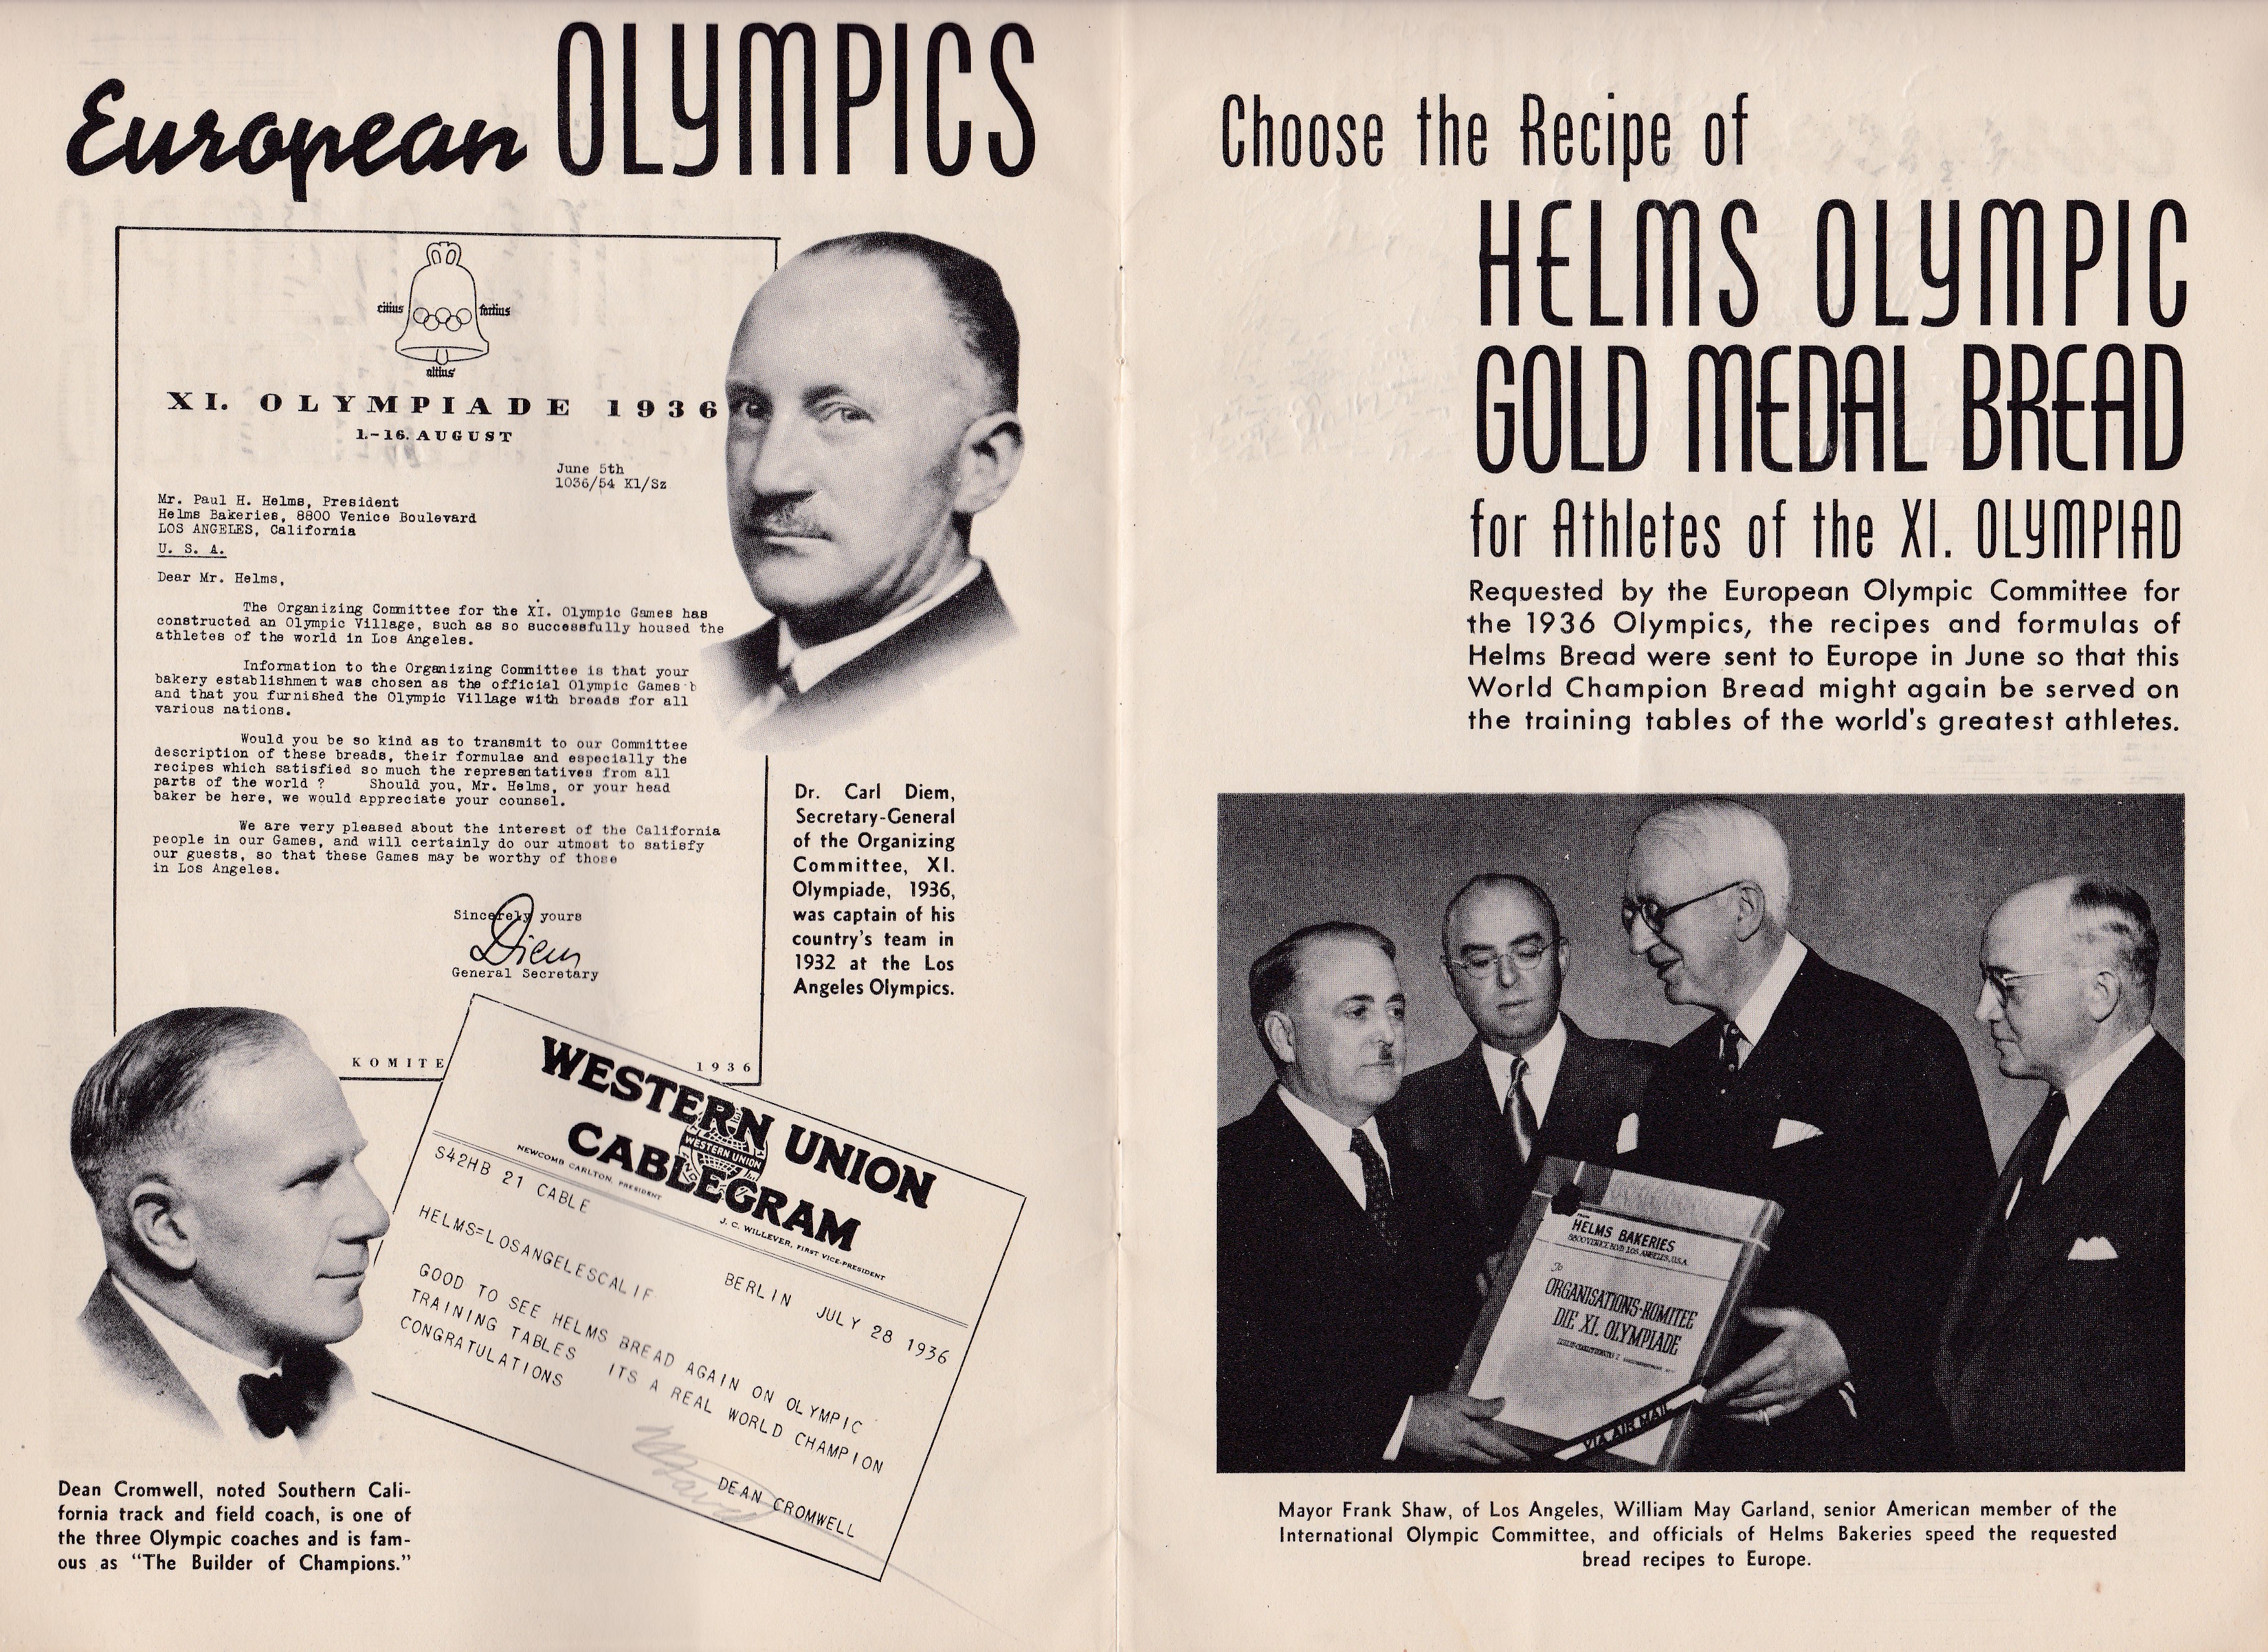 European OLYMPICS
citius
fortius
altius
XI. OLYMPIADE 1936
1.-16. AUGUST
June 5th
1036/54 Kl/Sz
Mr. Paul H. Helms, President
Helms Bakeries, 8800 Venice Boulevard
LOS ANGELES, California
U. S. A.
Dear Mr. Helms,
The Organizing Committee for the XI. Olympic Games has
constructed an Olympic Village, such as so successfully housed the
athletes of the world in Los Angeles.
Information to the Organizing Committee is that your
bakery establishment was chosen as the official Olympic Games b
and that you furnished the Olympic Village with breads for all
various nations.
Would you be so kind as to transmit to our Committee
description of these breads, their formulae and especially the
recipes which satisfied so much the representatives from all
parts of the world ? Should you, Mr. Helms, or your head
baker be here, we would appreciate your counsel.
We are very pleased about the interest of the California
people in our Games, and will certainly do our utmost to satisfy
our guests, so that these Games may be worthy of those
in Los Angeles.
Sincerely yours
Diem
General Secretary
KOMITE
1936
Dr. Carl Diem,
Secretary-General
of the Organizing
Committee, XI.
Olympiade, 1936,
was captain of his
country's team in
1932 at the Los
Angeles Olympics.
WESTERN UNION
CABLEGRAM
WESTERN UNION
NEWCOMB CARLTON, PRESIDENT
J. C. WILLEVER, FIRST VICE-PRESIDENT
S42HB 21 CABLE
BERLIN JULY 28 1936
HELMS=LOSANGELESCALIF
GOOD TO SEE HELMS BREAD AGAIN ON OLYMPIC
TRAINING TABLES ITS A REAL WORLD CHAMPION
CONGRATULATIONS
DEAN CROMWELL
Dean Cromwell, noted Southern Cali-
fornia track and field coach, is one of
the three Olympic coaches and is fam-
ous as "The Builder of Champions."
Choose the Recipe of
HELMS OLYMPIC
GOLD MEDAL BREAD
for Athletes of the XI. OLYMPIAD
Requested by the European Olympic Committee for
the 1936 Olympics, the recipes and formulas of
Helms Bread were sent to Europe in June so that this
World Champion Bread might again be served on
the training tables of the world's greatest athletes.
FROM
HELMS BAKERIES
8800 VENICE BLVD. LOS ANGELES, U.S.A.
To
ORGANISATIONS-KOMITEE
DIE XI. OLYMPIADE
VIA AIR MAIL
Mayor Frank Shaw, of Los Angeles, William May Garland, senior American member of the
International Olympic Committee, and officials of Helms Bakeries speed the requested
bread recipes to Europe.